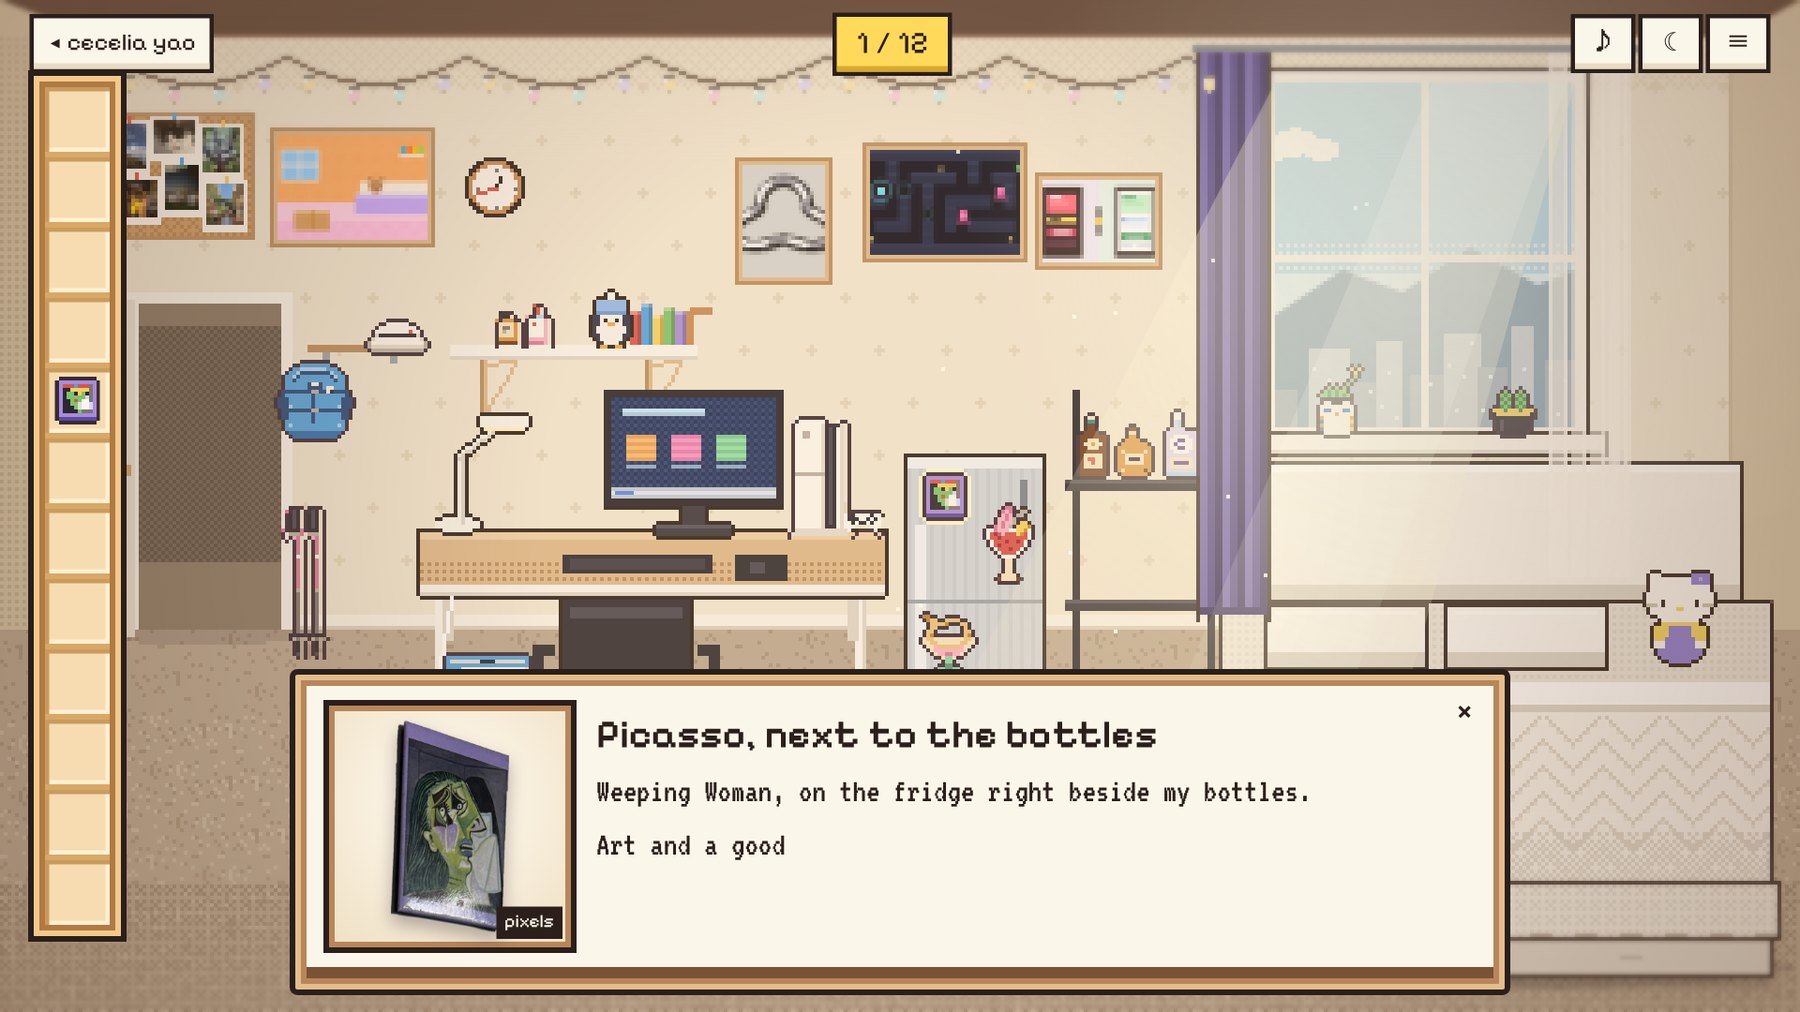 ◂ cecelia yao
1 / 12
Picasso, next to the bottles
Weeping Woman, on the fridge right beside my bottles.
Art and a good
pixels